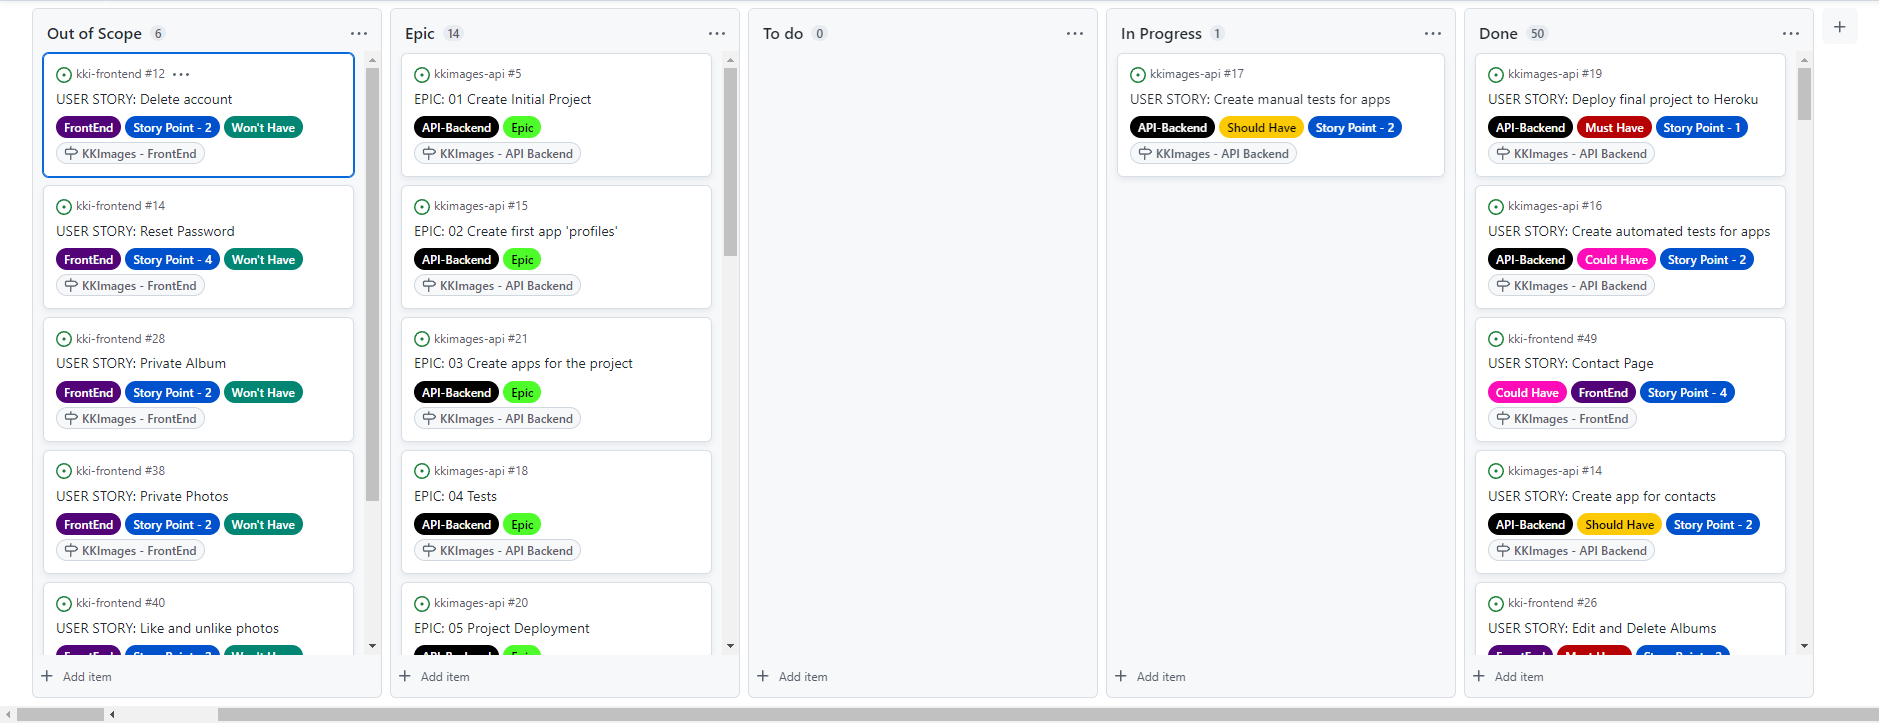 Out of Scope 6
kki-frontend #12
USER STORY: Delete account
FrontEnd Story Point - 2 Won't Have
KKImages - FrontEnd
kki-frontend #14
USER STORY: Reset Password
FrontEnd Story Point - 4 Won't Have
KKImages - FrontEnd
kki-frontend #28
USER STORY: Private Album
FrontEnd Story Point - 2 Won't Have
KKImages - FrontEnd
kki-frontend #38
USER STORY: Private Photos
FrontEnd Story Point - 2 Won't Have
KKImages - FrontEnd
kki-frontend #40
USER STORY: Like and unlike photos
FrontEnd Story Point Won't Have
Add item
Epic 14
kkimages-api #5
EPIC: 01 Create Initial Project
API-Backend Epic
KKImages - API Backend
kkimages-api #15
EPIC: 02 Create first app 'profiles'
API-Backend Epic
KKImages - API Backend
kkimages-api #21
EPIC: 03 Create apps for the project
API-Backend Epic
KKImages - API Backend
kkimages-api #18
EPIC: 04 Tests
API-Backend Epic
KKImages - API Backend
kkimages-api #20
EPIC: 05 Project Deployment
API-Backend Epic
Add item
To do 0
Add item
In Progress 1
kkimages-api #17
USER STORY: Create manual tests for apps
API-Backend Should Have Story Point - 2
KKImages - API Backend
Add item
Done 50
kkimages-api #19
USER STORY: Deploy final project to Heroku
API-Backend Must Have Story Point - 1
KKImages - API Backend
kkimages-api #16
USER STORY: Create automated tests for apps
API-Backend Could Have Story Point - 2
KKImages - API Backend
kki-frontend #49
USER STORY: Contact Page
Could Have FrontEnd Story Point - 4
KKImages - FrontEnd
kkimages-api #14
USER STORY: Create app for contacts
API-Backend Should Have Story Point - 2
KKImages - API Backend
kki-frontend #26
USER STORY: Edit and Delete Albums
FrontEnd Must Have Story Point
Add item